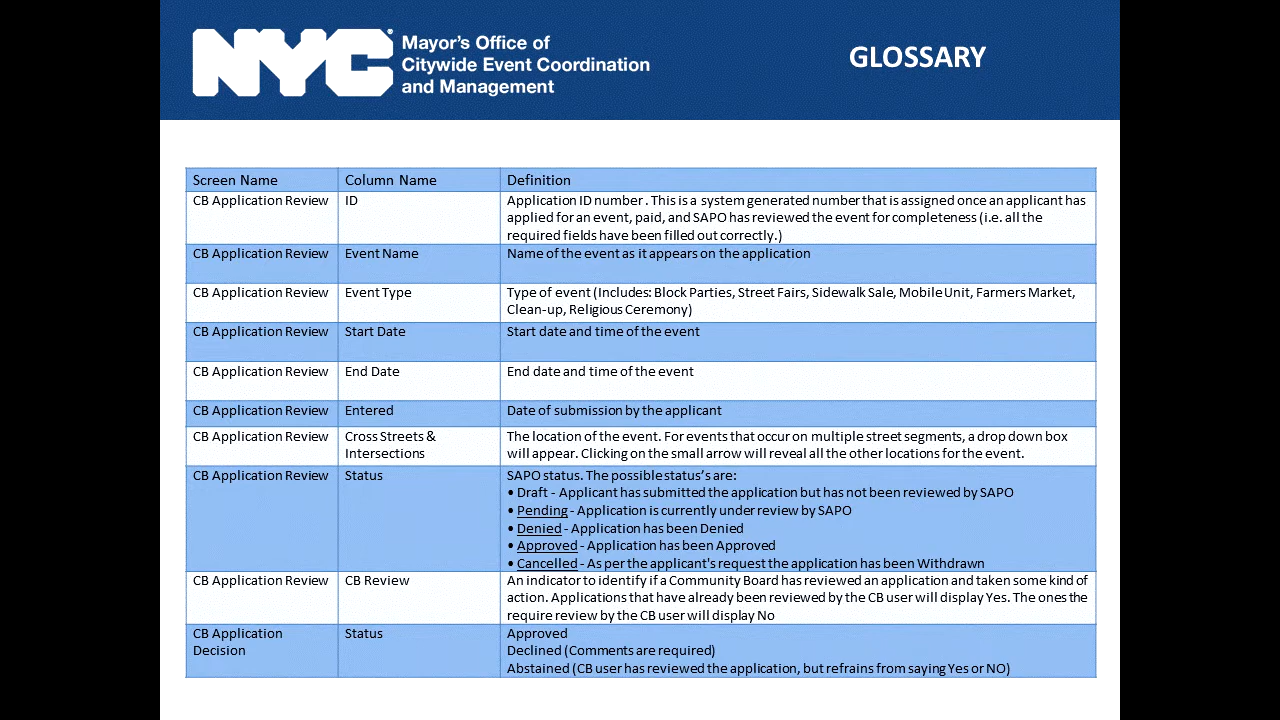 NYC
Mayor's Office of
Citywide Event Coordination
and Management
GLOSSARY
Screen Name Column Name Definition
CB Application Review ID Application ID number . This is a system generated number that is assigned once an applicant has
applied for an event, paid, and SAPO has reviewed the event for completeness (i.e. all the
required fields have been filled out correctly.)
CB Application Review Event Name Name of the event as it appears on the application
CB Application Review Event Type Type of event (Includes: Block Parties, Street Fairs, Sidewalk Sale, Mobile Unit, Farmers Market,
Clean-up, Religious Ceremony)
CB Application Review Start Date Start date and time of the event
CB Application Review End Date End date and time of the event
CB Application Review Entered Date of submission by the applicant
CB Application Review Cross Streets & The location of the event. For events that occur on multiple street segments, a drop down box
Intersections will appear. Clicking on the small arrow will reveal all the other locations for the event.
CB Application Review Status SAPO status. The possible status's are:
• Draft - Applicant has submitted the application but has not been reviewed by SAPO
• Pending - Application is currently under review by SAPO
• Denied - Application has been Denied
• Approved - Application has been Approved
• Cancelled - As per the applicant's request the application has been Withdrawn
CB Application Review CB Review An indicator to identify if a Community Board has reviewed an application and taken some kind of
action. Applications that have already been reviewed by the CB user will display Yes. The ones the
require review by the CB user will display No
CB Application Status Approved
Decision Declined (Comments are required)
Abstained (CB user has reviewed the application, but refrains from saying Yes or NO)